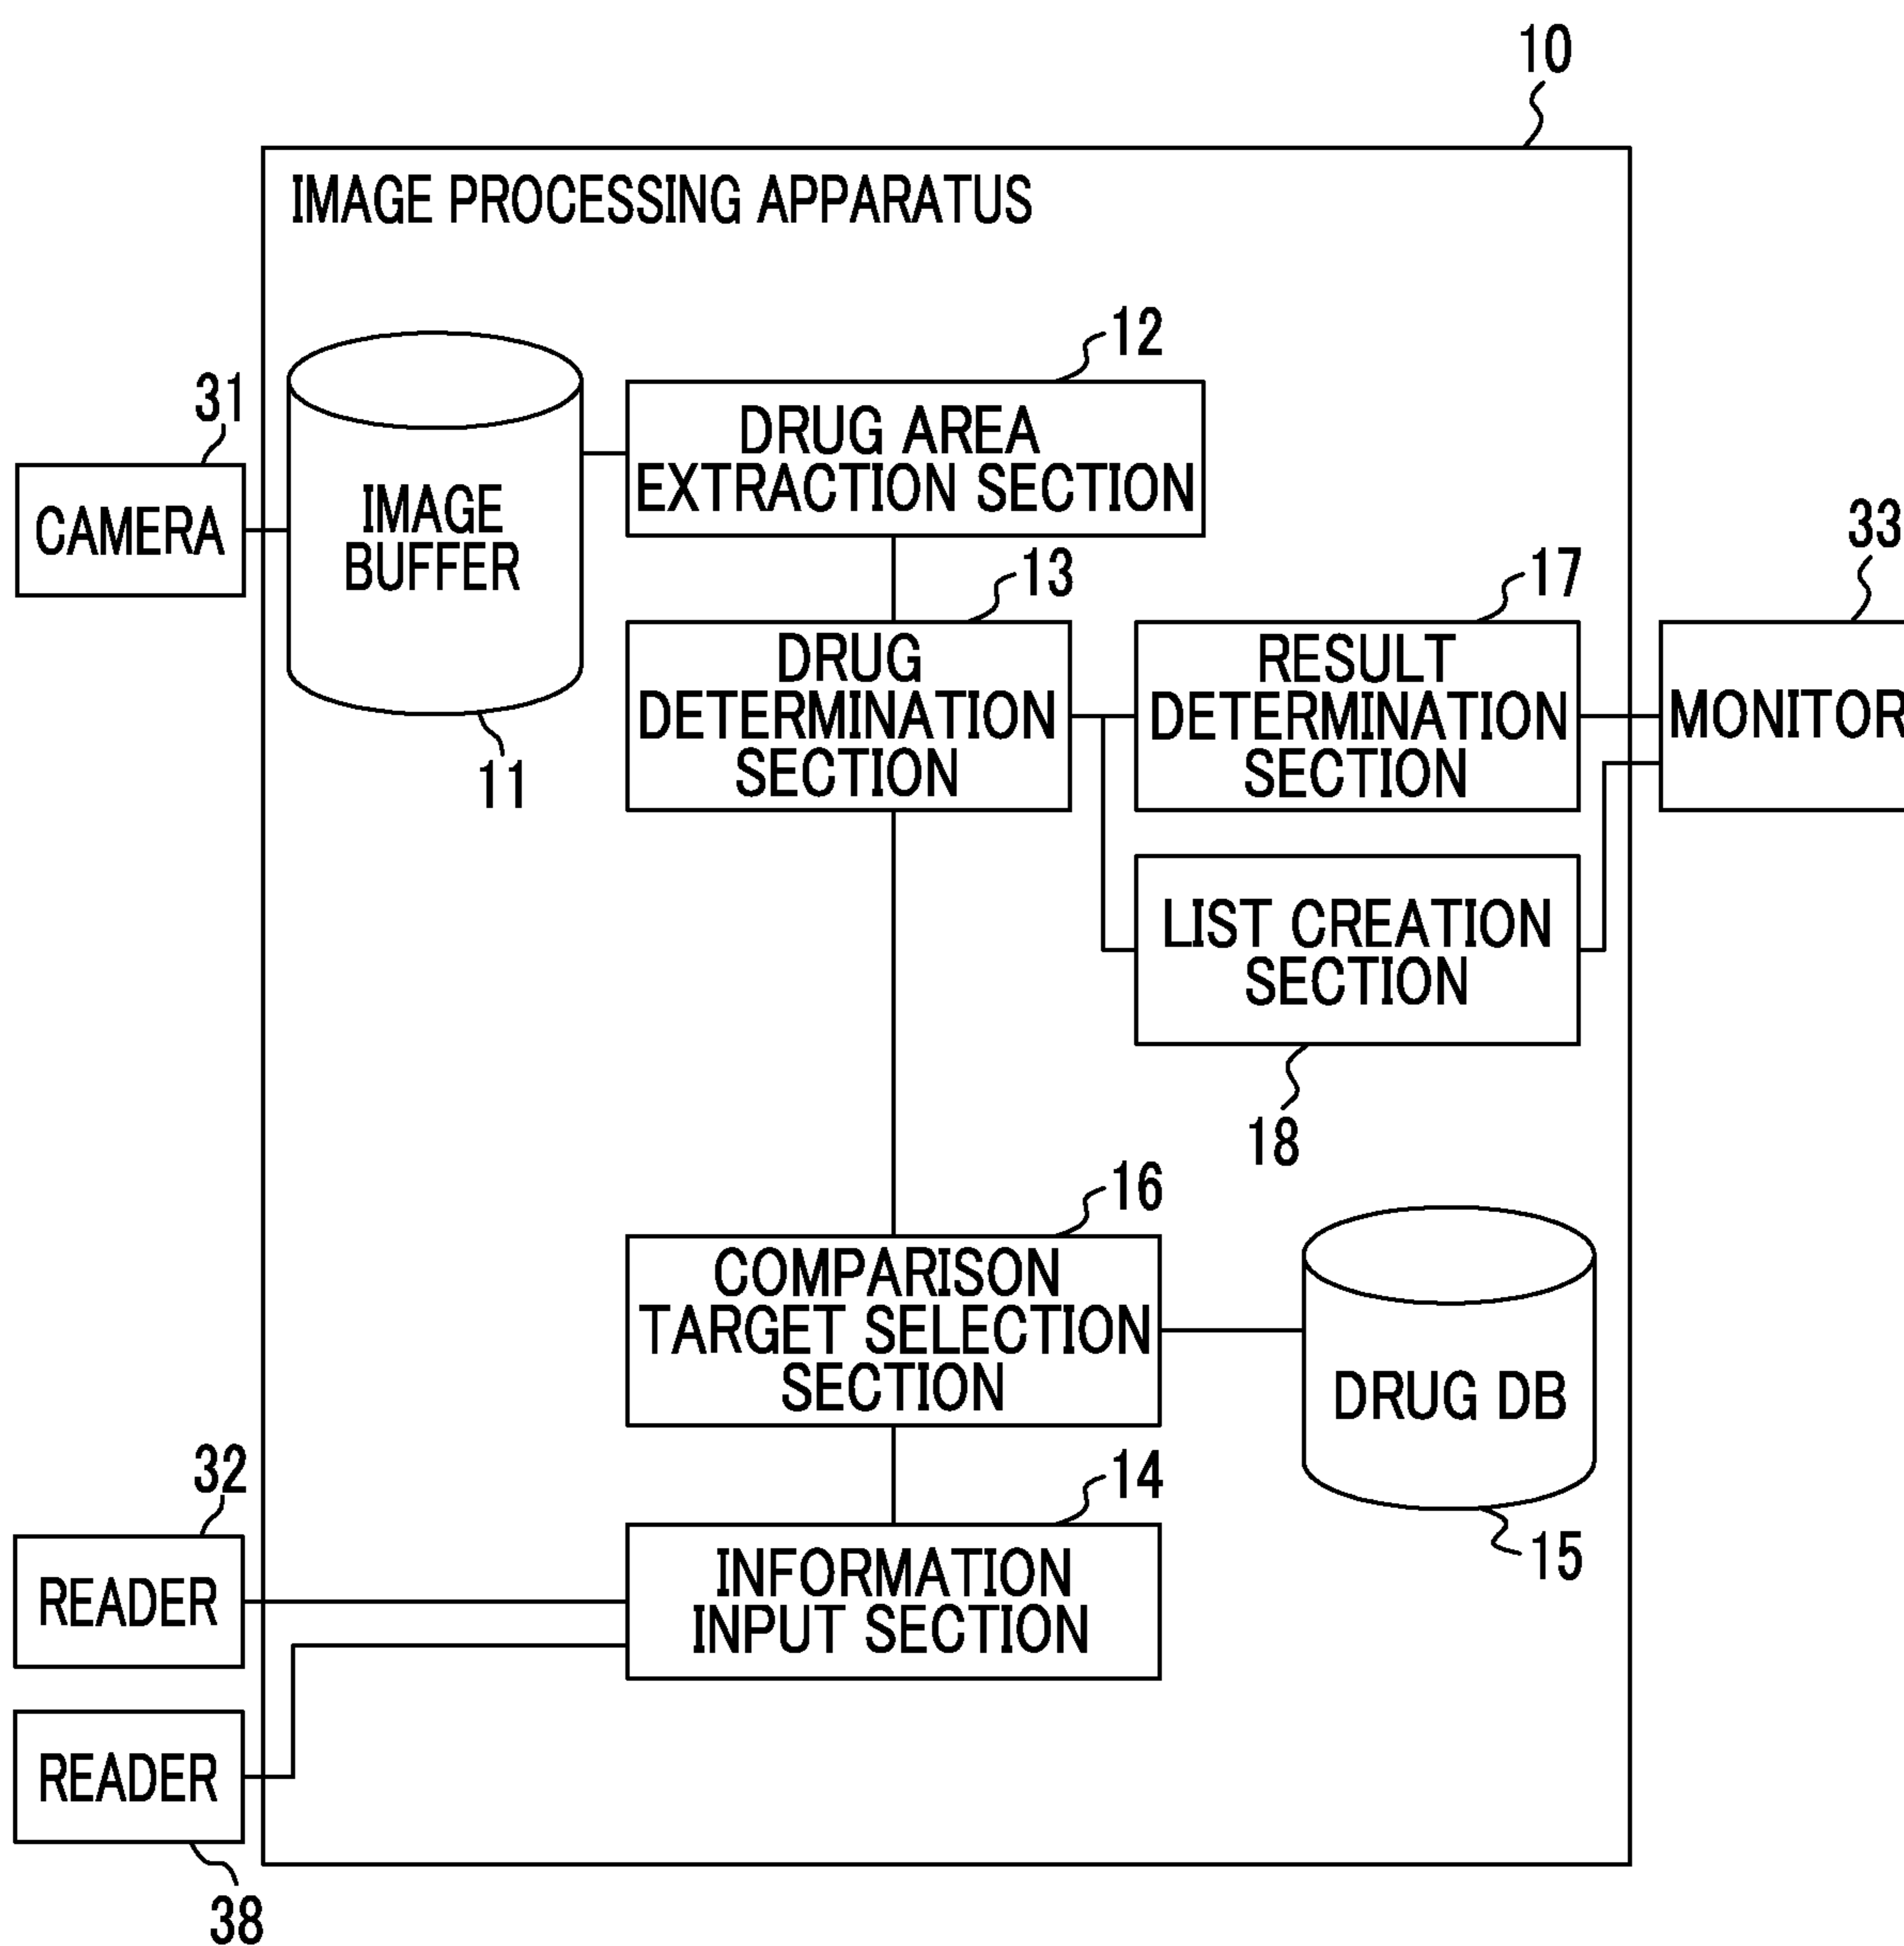 10
IMAGE PROCESSING APPARATUS
12
31
DRUG AREA
EXTRACTION SECTION
CAMERA
IMAGE
BUFFER
11
13
DRUG
DETERMINATION
SECTION
17
RESULT
DETERMINATION
SECTION
33
MONITOR
LIST CREATION
SECTION
18
16
COMPARISON
TARGET SELECTION
SECTION
DRUG DB
15
32
READER
14
INFORMATION
INPUT SECTION
READER
38